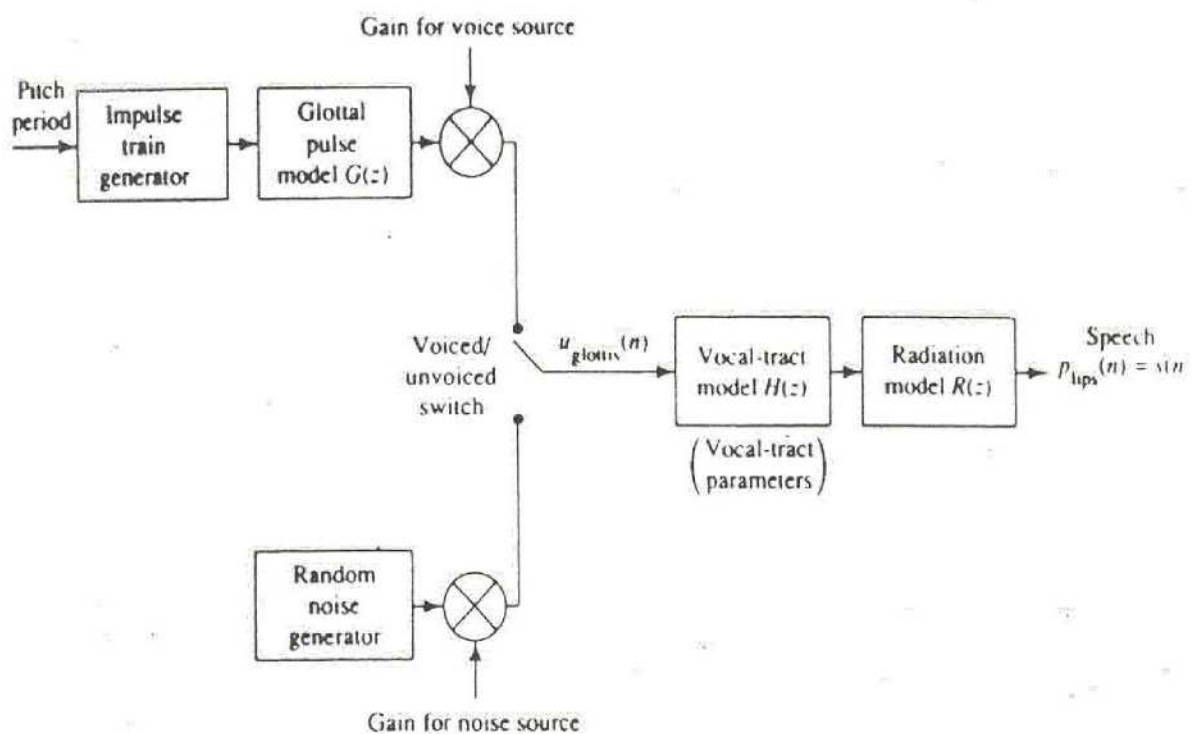 Gain for voice source
Pitch
period
Impulse
train
generator
Glottal
pulse
model G(z)
Voiced/
unvoiced
switch
u_glottis(n)
Vocal-tract
model H(z)
(Vocal-tract
parameters)
Radiation
model R(z)
Speech
p_lips(n) = s(n
Random
noise
generator
Gain for noise source